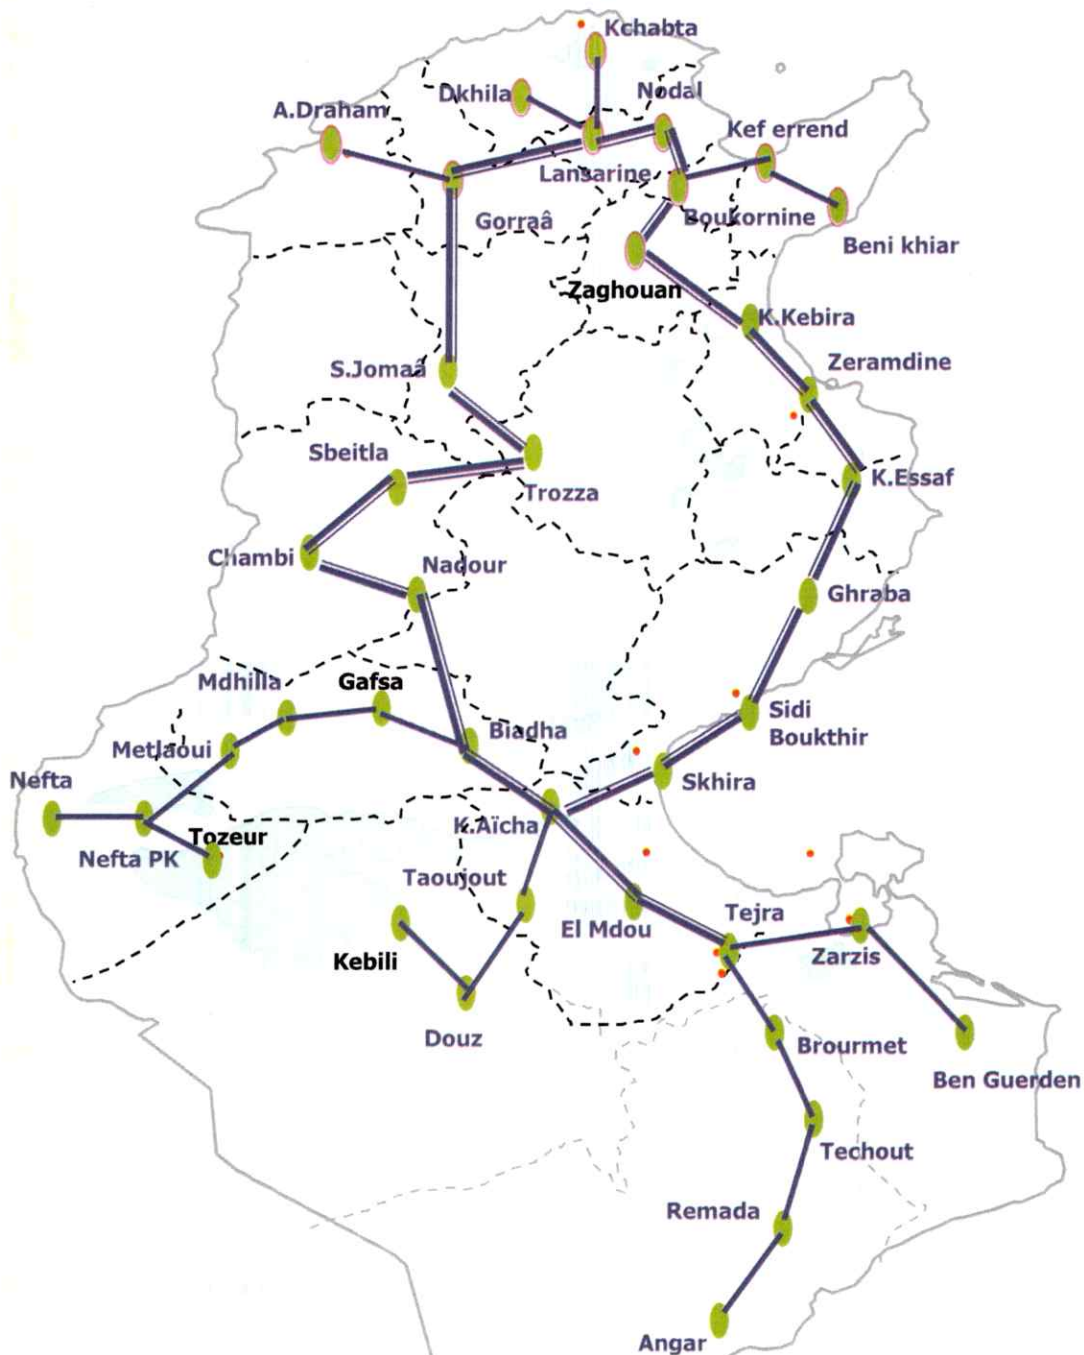 Kchabta
Dkhila
Nodal
A.Draham
Kef errend
Lansarine
Gorraâ
Boukornine
Beni khiar
Zaghouan
K.Kebira
Zeramdine
S.Jomaâ
Sbeitla
Trozza
K.Essaf
Chambi
Nadour
Ghraba
Mdhilla
Gafsa
Sidi
Boukthir
Biadha
Metlaoui
Nefta
Skhira
K.Aïcha
Tozeur
Nefta PK
Taoujout
Tejra
El Mdou
Zarzis
Kebili
Douz
Brourmet
Ben Guerden
Techout
Remada
Angar